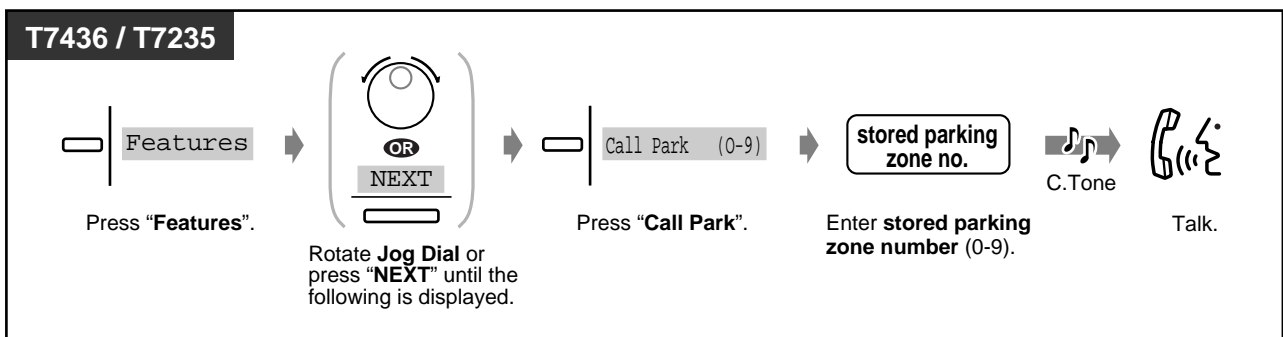 T7436 / T7235
Features
OR
NEXT
Call Park (0-9)
stored parking
zone no.
C.Tone
Press “Features”.
Rotate Jog Dial or
press “NEXT” until the
following is displayed.
Press “Call Park”.
Enter stored parking
zone number (0-9).
Talk.